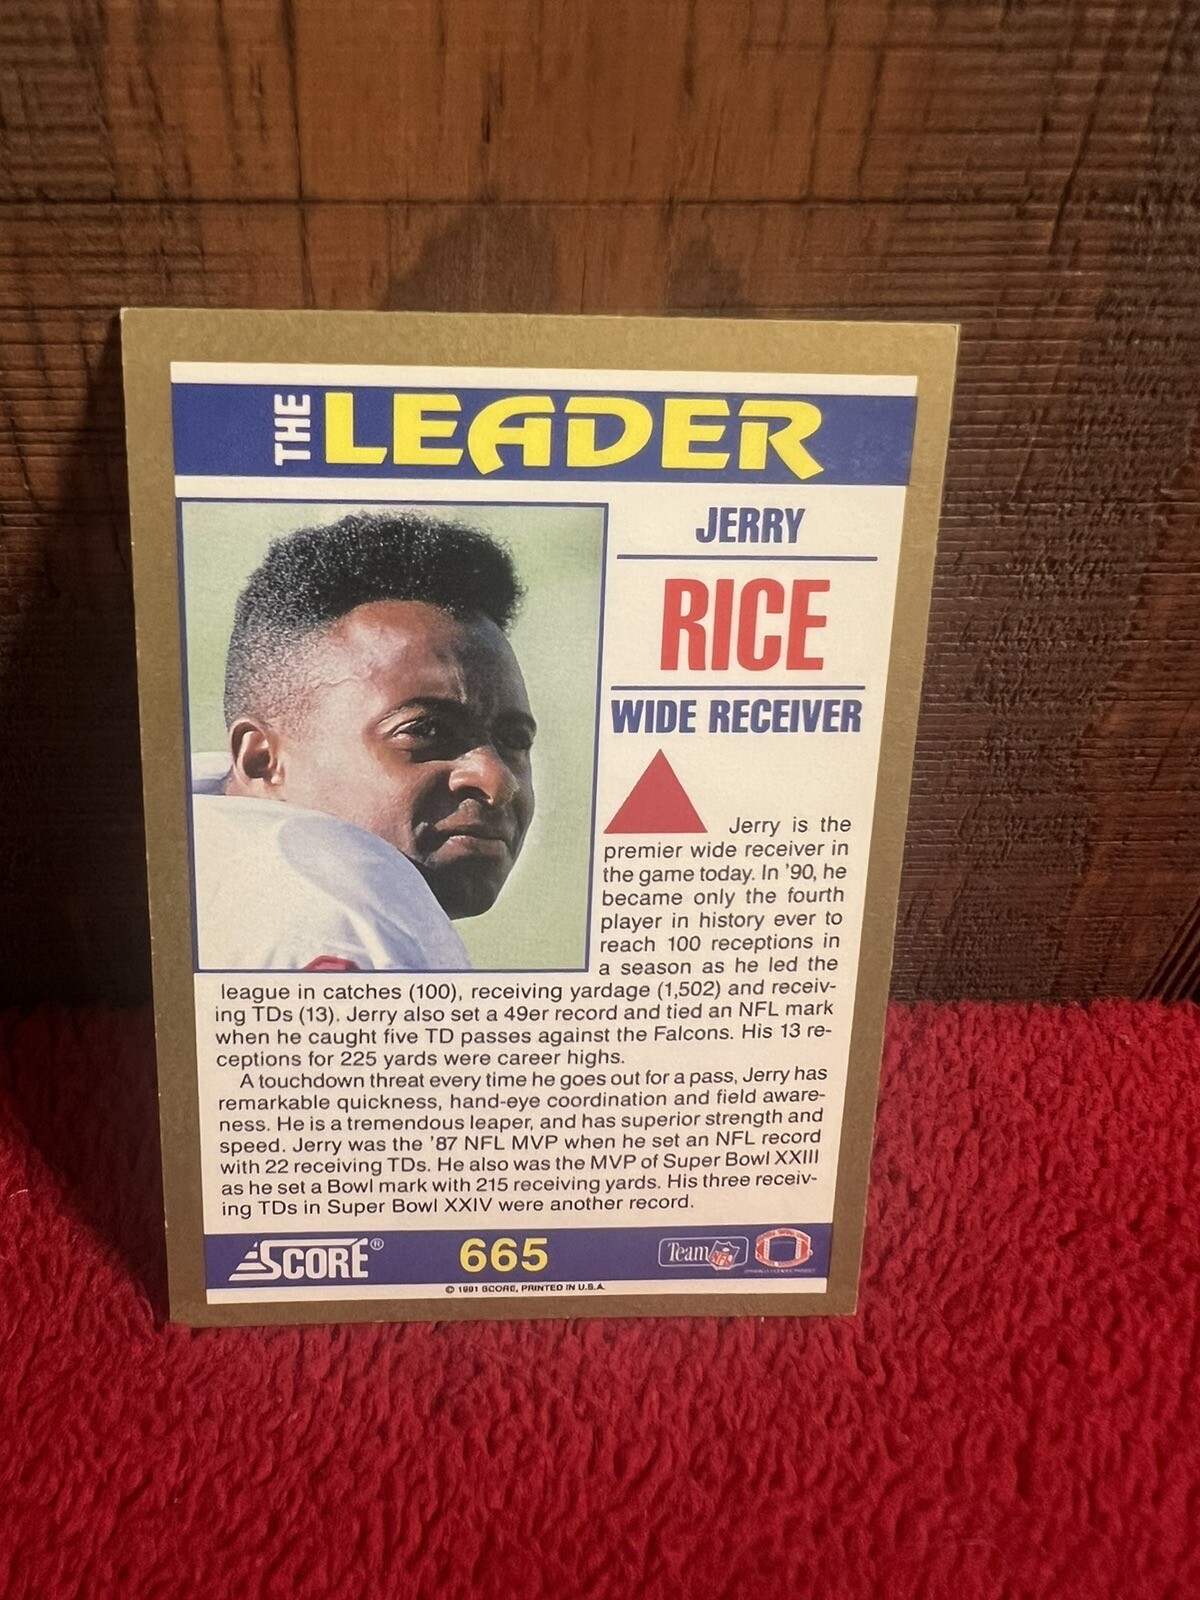 THE LEADER
JERRY
RICE
WIDE RECEIVER
Jerry is the
premier wide receiver in
the game today. In '90, he
became only the fourth
player in history ever to
reach 100 receptions in
a season as he led the
league in catches (100), receiving yardage (1,502) and receiv-
ing TDs (13). Jerry also set a 49er record and tied an NFL mark
when he caught five TD passes against the Falcons. His 13 re-
ceptions for 225 yards were career highs.
A touchdown threat every time he goes out for a pass, Jerry has
remarkable quickness, hand-eye coordination and field aware-
ness. He is a tremendous leaper, and has superior strength and
speed. Jerry was the '87 NFL MVP when he set an NFL record
with 22 receiving TDs. He also was the MVP of Super Bowl XXIII
as he set a Bowl mark with 215 receiving yards. His three receiv-
ing TDs in Super Bowl XXIV were another record.
SCORE® 665 Team NFL
© 1991 SCORE, PRINTED IN U.S.A.